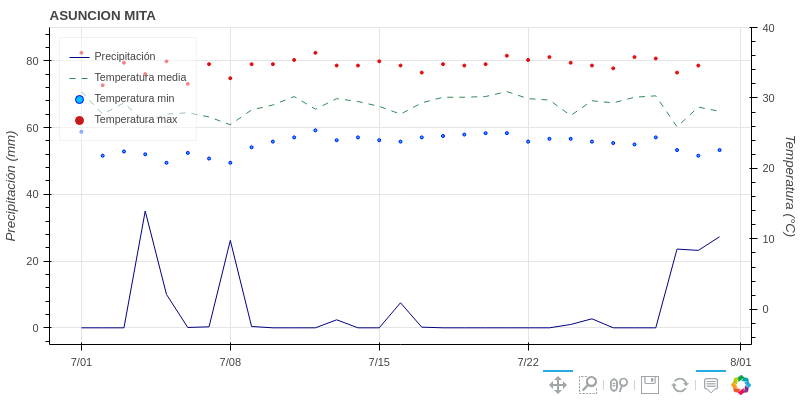 ASUNCION MITA
Precipitación
Temperatura media
Temperatura min
Temperatura max
Precipitación (mm)
80
60
40
20
0
Temperatura (°C)
40
30
20
10
0
7/01
7/08
7/15
7/22
8/01